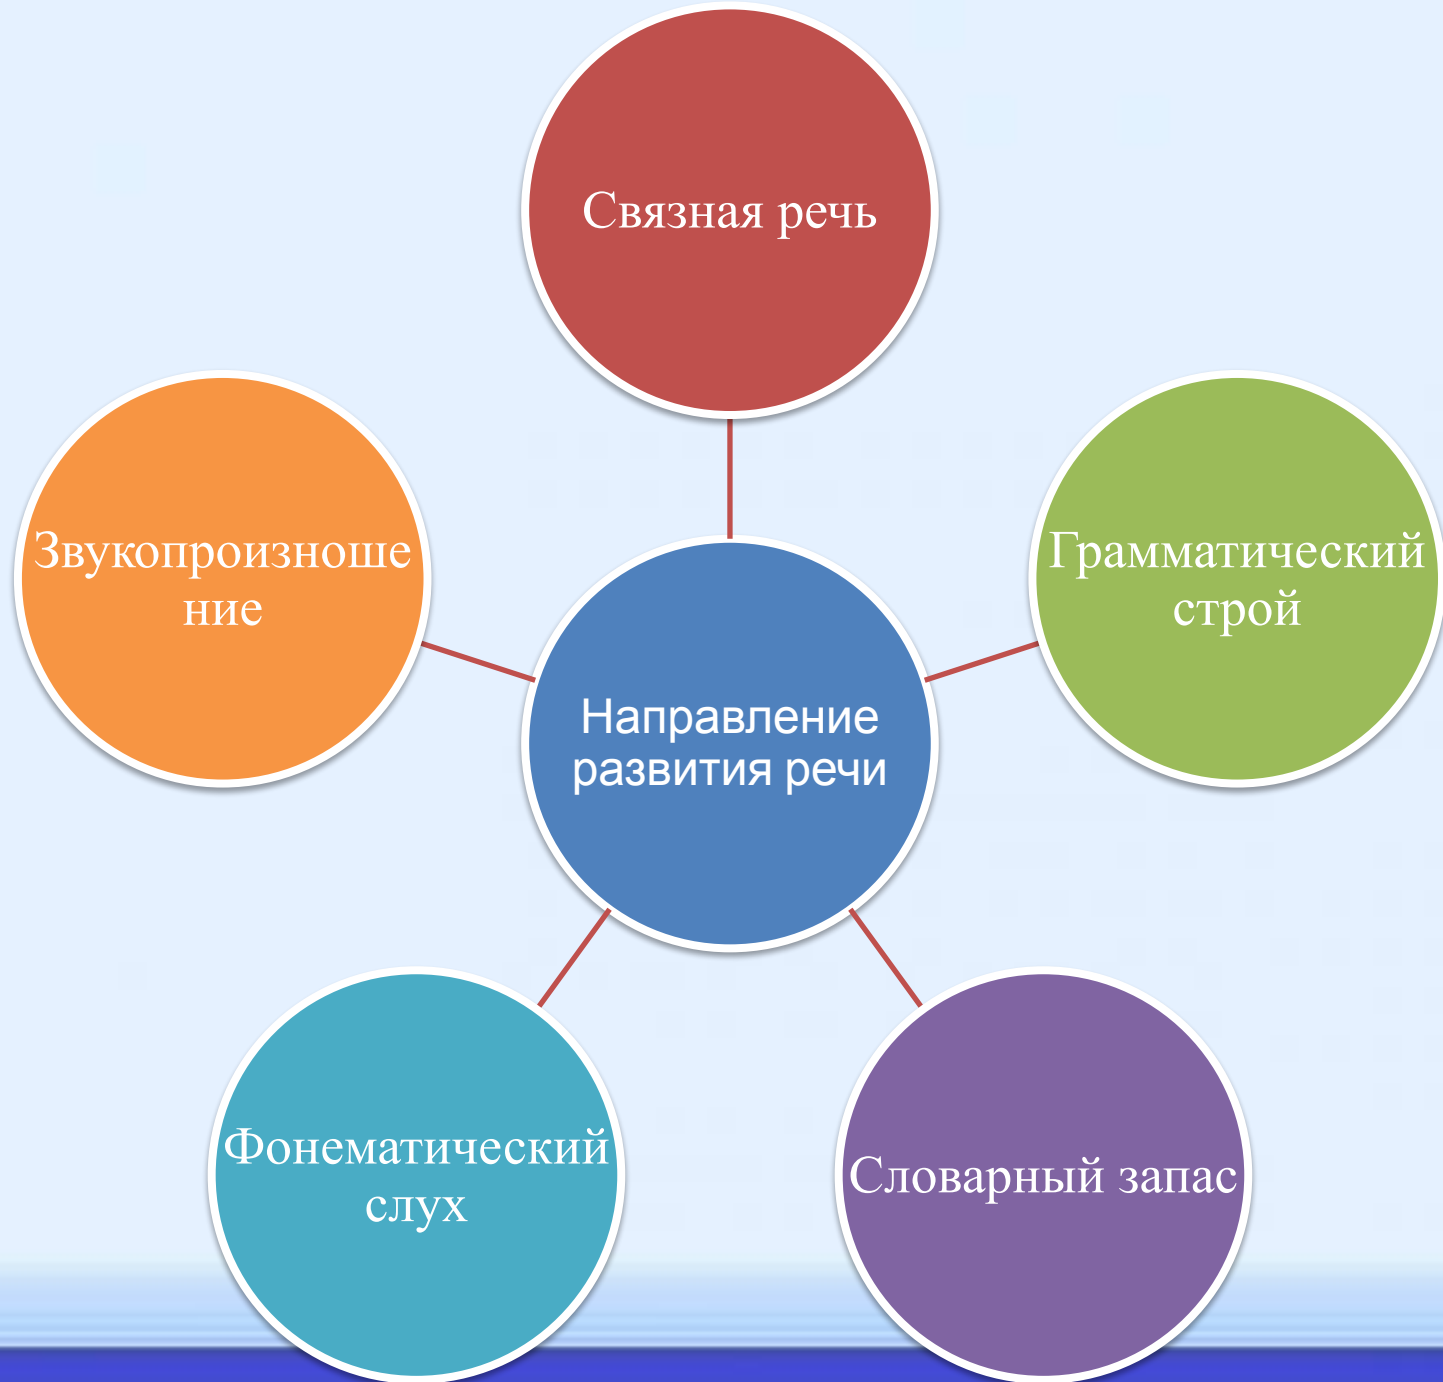 Связная речь
Звукопроизноше
ние
Грамматический
строй
Направление
развития речи
Фонематический
слух
Словарный запас